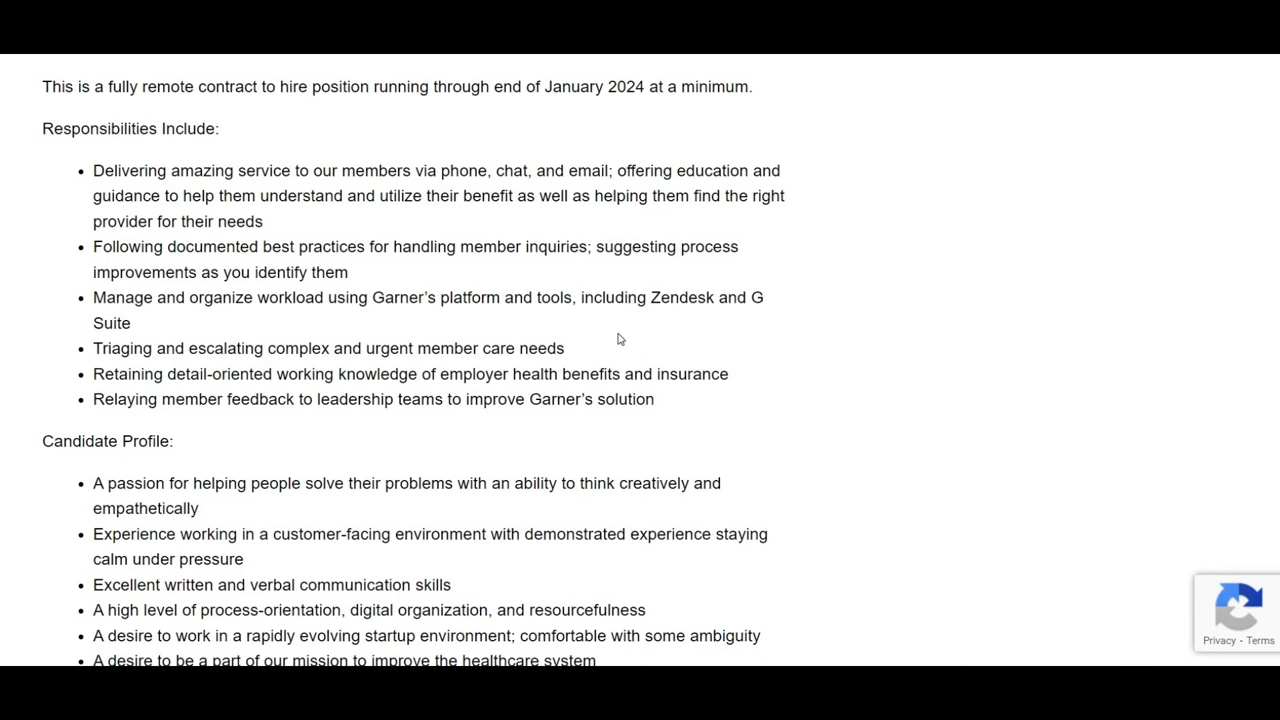 This is a fully remote contract to hire position running through end of January 2024 at a minimum.
Responsibilities Include:
• Delivering amazing service to our members via phone, chat, and email; offering education and
guidance to help them understand and utilize their benefit as well as helping them find the right
provider for their needs
• Following documented best practices for handling member inquiries; suggesting process
improvements as you identify them
• Manage and organize workload using Garner’s platform and tools, including Zendesk and G
Suite
• Triaging and escalating complex and urgent member care needs
• Retaining detail-oriented working knowledge of employer health benefits and insurance
• Relaying member feedback to leadership teams to improve Garner’s solution
Candidate Profile:
• A passion for helping people solve their problems with an ability to think creatively and
empathetically
• Experience working in a customer-facing environment with demonstrated experience staying
calm under pressure
• Excellent written and verbal communication skills
• A high level of process-orientation, digital organization, and resourcefulness
• A desire to work in a rapidly evolving startup environment; comfortable with some ambiguity
• A desire to be a part of our mission to improve the healthcare system
Privacy - Terms